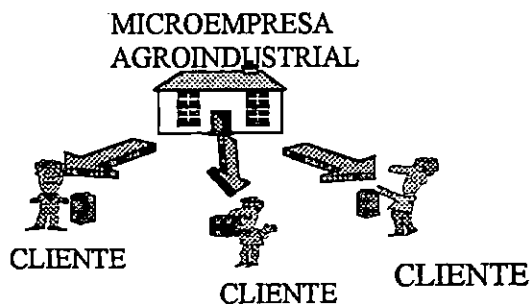 MICROEMPRESA
AGROINDUSTRIAL
CLIENTE
CLIENTE
CLIENTE